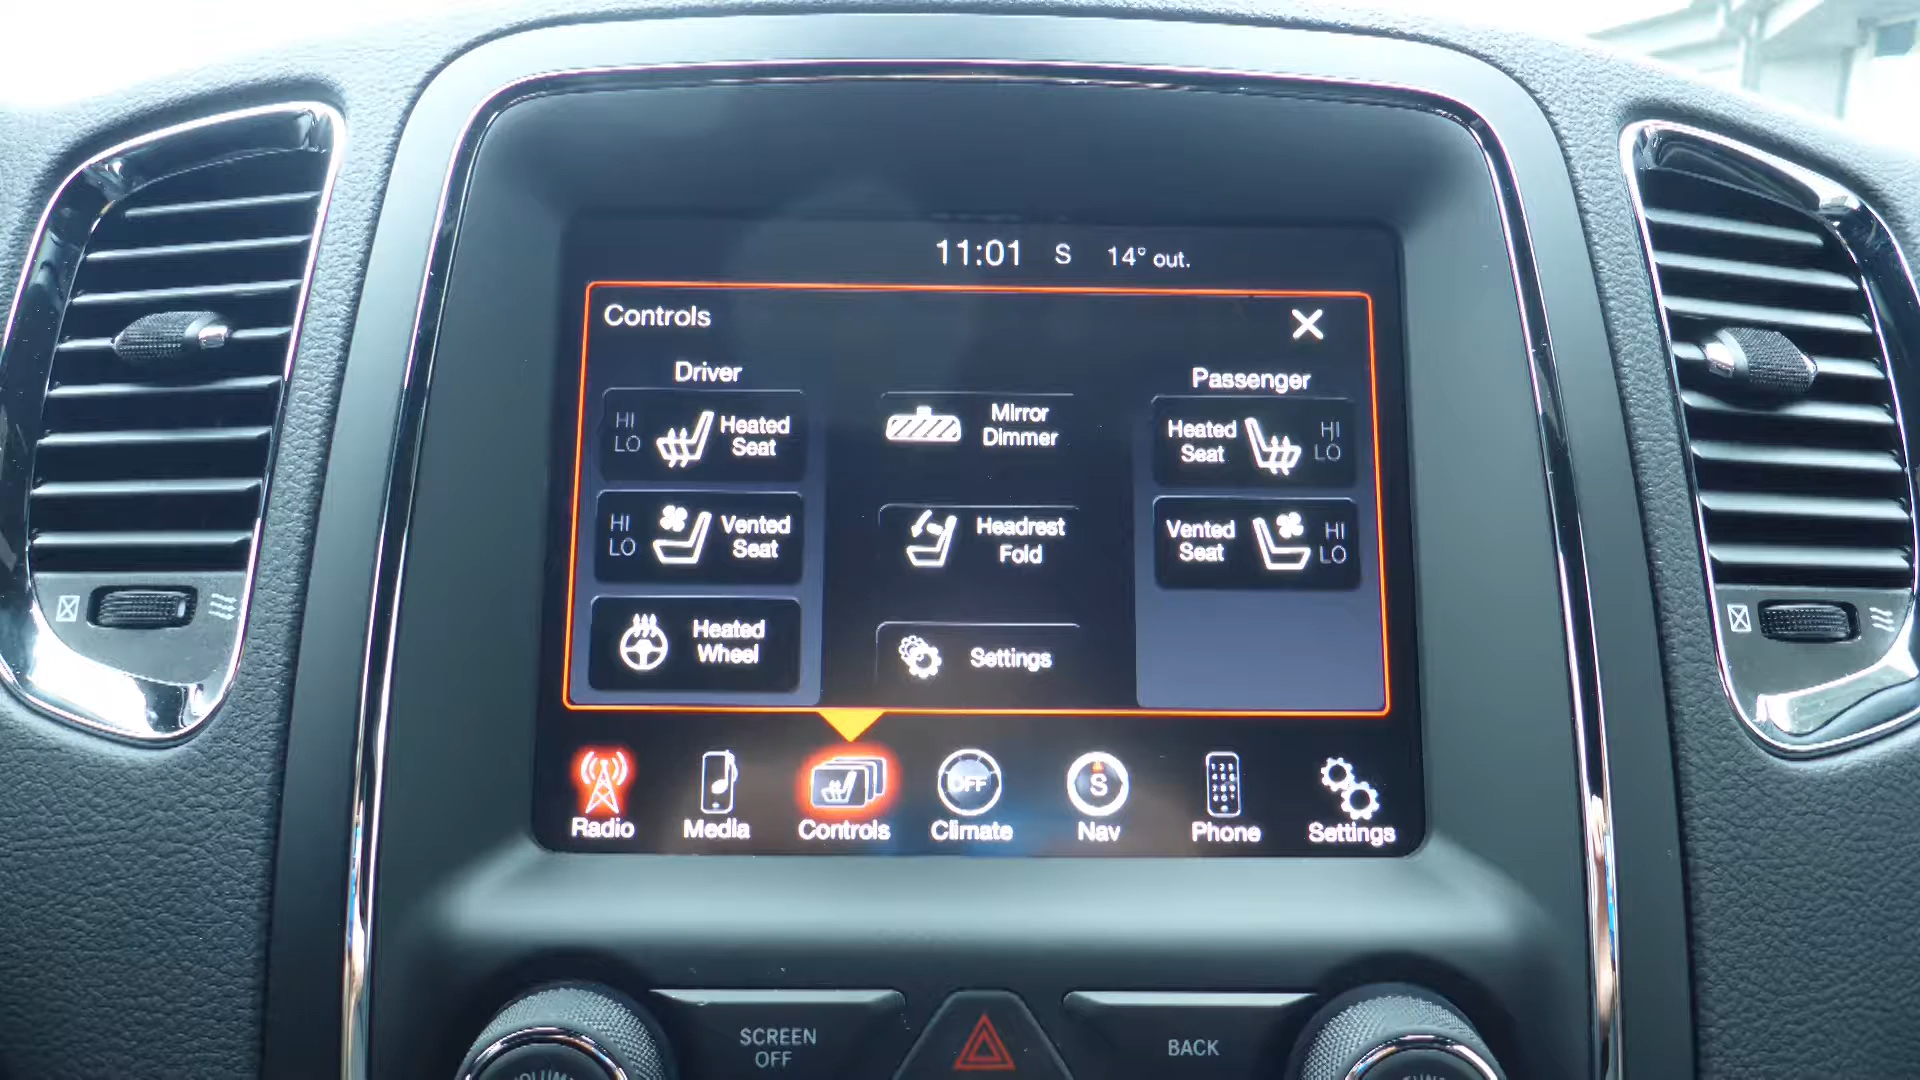 11:01 S 14° out.
Controls
Driver
Passenger
HI
LO
Heated
Seat
Mirror
Dimmer
Heated
Seat
HI
LO
HI
LO
Vented
Seat
Headrest
Fold
Vented
Seat
HI
LO
Heated
Wheel
Settings
OFF
S
Radio
Media
Controls
Climate
Nav
Phone
Settings
SCREEN
OFF
BACK